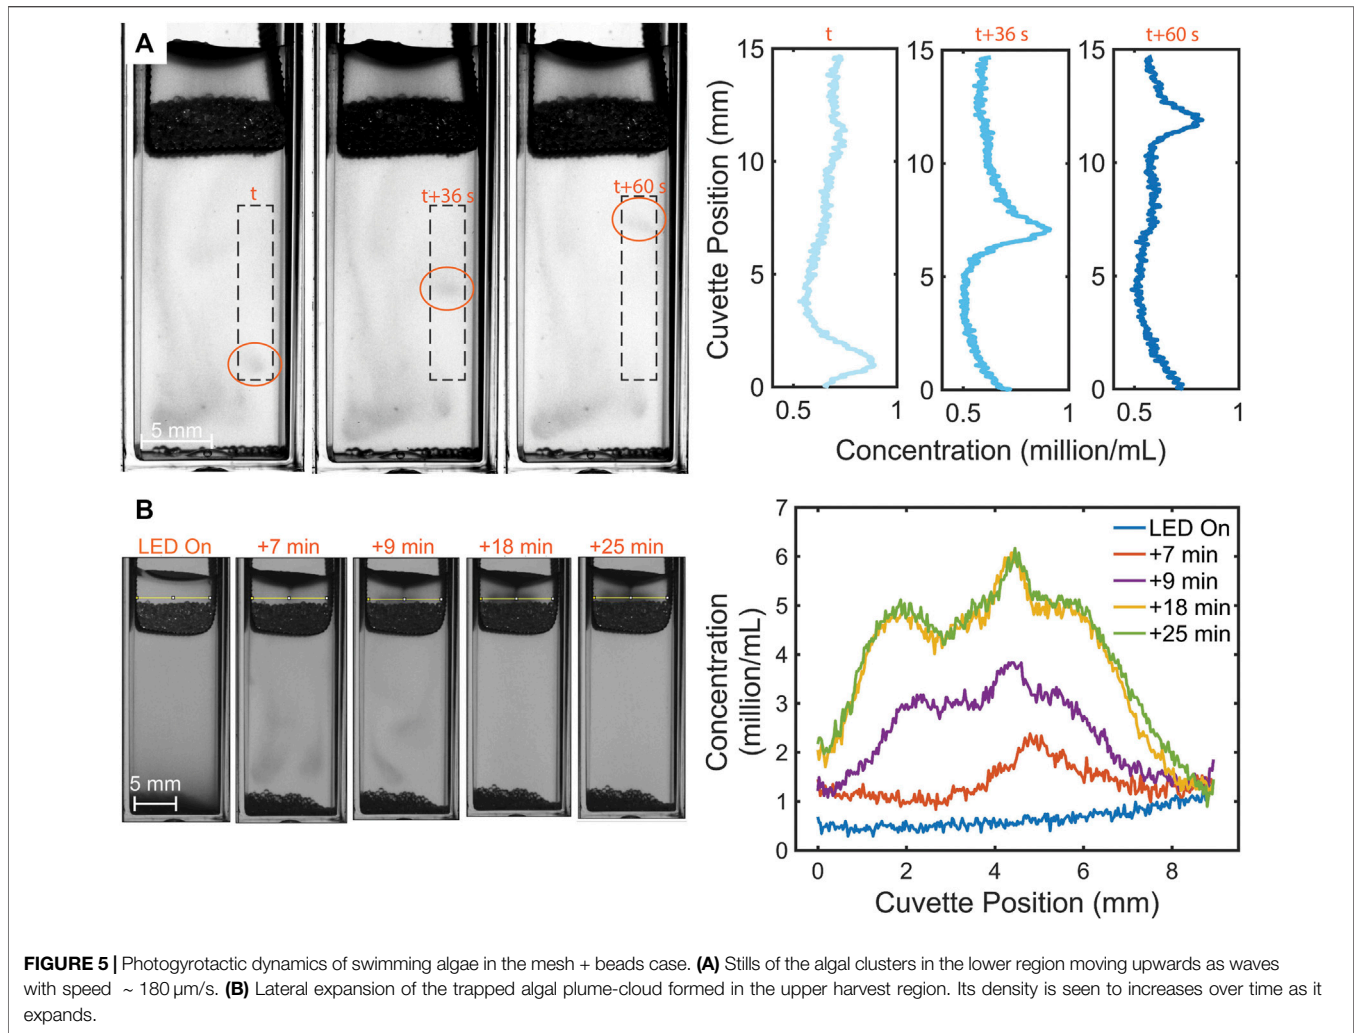 A
t
t+36 s
t+60 s
5 mm
t
t+36 s
t+60 s
15
10
5
0
Cuvette Position (mm)
0.5
1
15
10
5
0
0.5
1
15
10
5
0
0.5
1
Concentration (million/mL)
B
LED On
+7 min
+9 min
+18 min
+25 min
5 mm
7
6
5
4
3
2
1
0
Concentration
(million/mL)
LED On
+7 min
+9 min
+18 min
+25 min
0
2
4
6
8
Cuvette Position (mm)
FIGURE 5 | Photogyrotactic dynamics of swimming algae in the mesh + beads case. (A) Stills of the algal clusters in the lower region moving upwards as waves
with speed ~ 180 μm/s. (B) Lateral expansion of the trapped algal plume-cloud formed in the upper harvest region. Its density is seen to increases over time as it
expands.